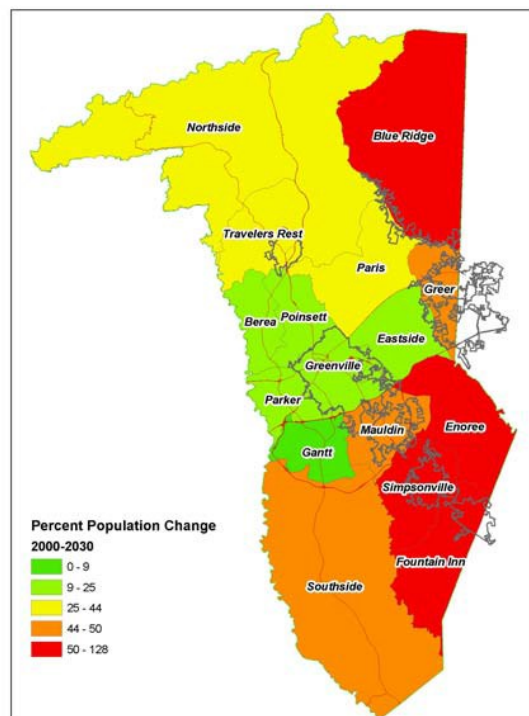 Northside
Blue Ridge
Travelers Rest
Paris
Greer
Poinsett
Berea
Eastside
Greenville
Parker
Mauldin
Enoree
Gantt
Simpsonville
Fountain Inn
Southside
Percent Population Change
2000-2030
0 - 9
9 - 25
25 - 44
44 - 50
50 - 128